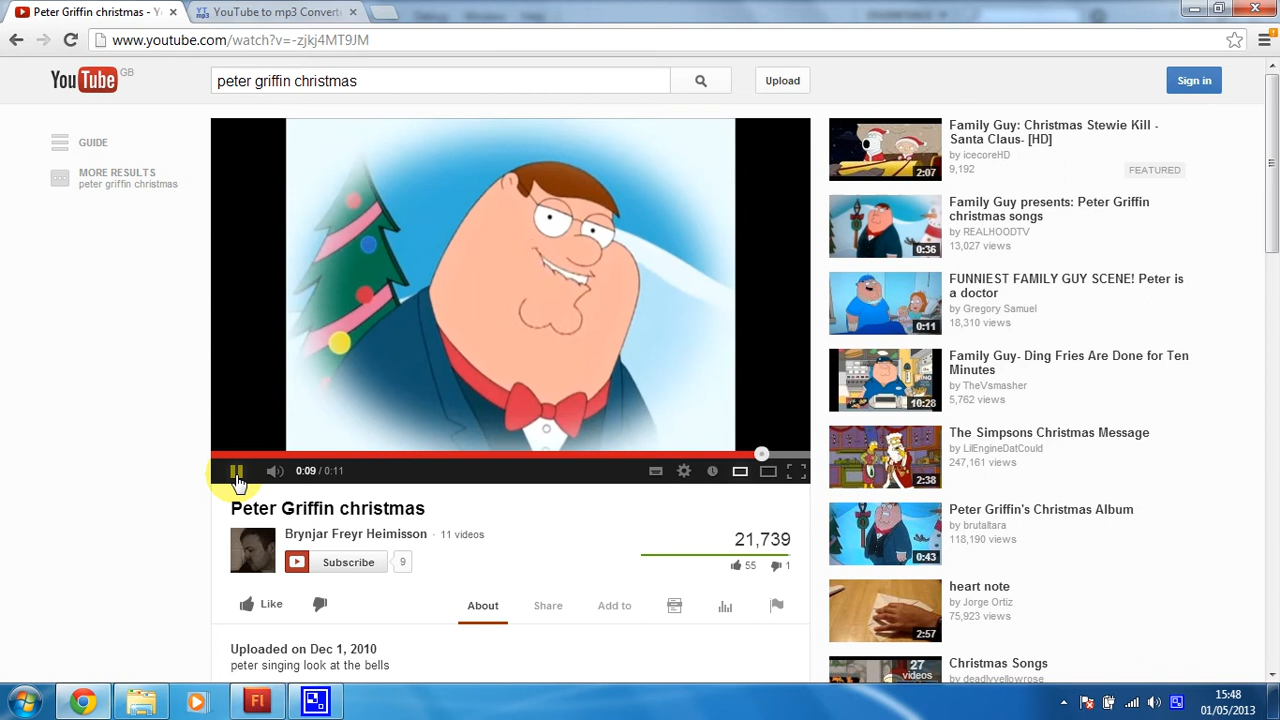 Peter Griffin christmas - Y
YouTube to mp3 Converte
www.youtube.com/watch?v=-zjkj4MT9JM
YouTube GB
peter griffin christmas
Upload
Sign in
GUIDE
MORE RESULTS
peter griffin christmas
0:09 / 0:11
Peter Griffin christmas
Brynjar Freyr Heimisson · 11 videos
Subscribe 9
21,739
55 1
Like
About
Share
Add to
Uploaded on Dec 1, 2010
peter singing look at the bells
2:07
Family Guy: Christmas Stewie Kill -
Santa Claus- [HD]
by icecoreHD
9,192
FEATURED
0:36
Family Guy presents: Peter Griffin
christmas songs
by REALHOODTV
13,027 views
0:11
FUNNIEST FAMILY GUY SCENE! Peter is
a doctor
by Gregory Samuel
18,310 views
10:28
Family Guy- Ding Fries Are Done for Ten
Minutes
by TheVsmasher
5,762 views
2:38
The Simpsons Christmas Message
by LilEngineDatCould
247,161 views
0:43
Peter Griffin's Christmas Album
by brutaltara
118,190 views
2:57
heart note
by Jorge Ortiz
75,923 views
27
videos
Christmas Songs
by deadlyyellowrose
Fl
15:48
01/05/2013